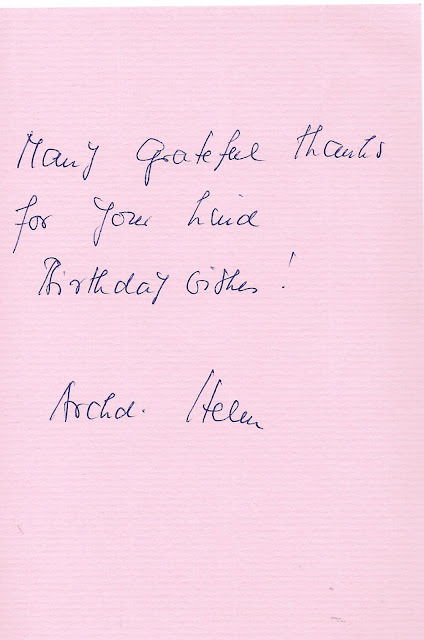 Many grateful thanks
for your kind
Birthday wishes!
Archd. Helen